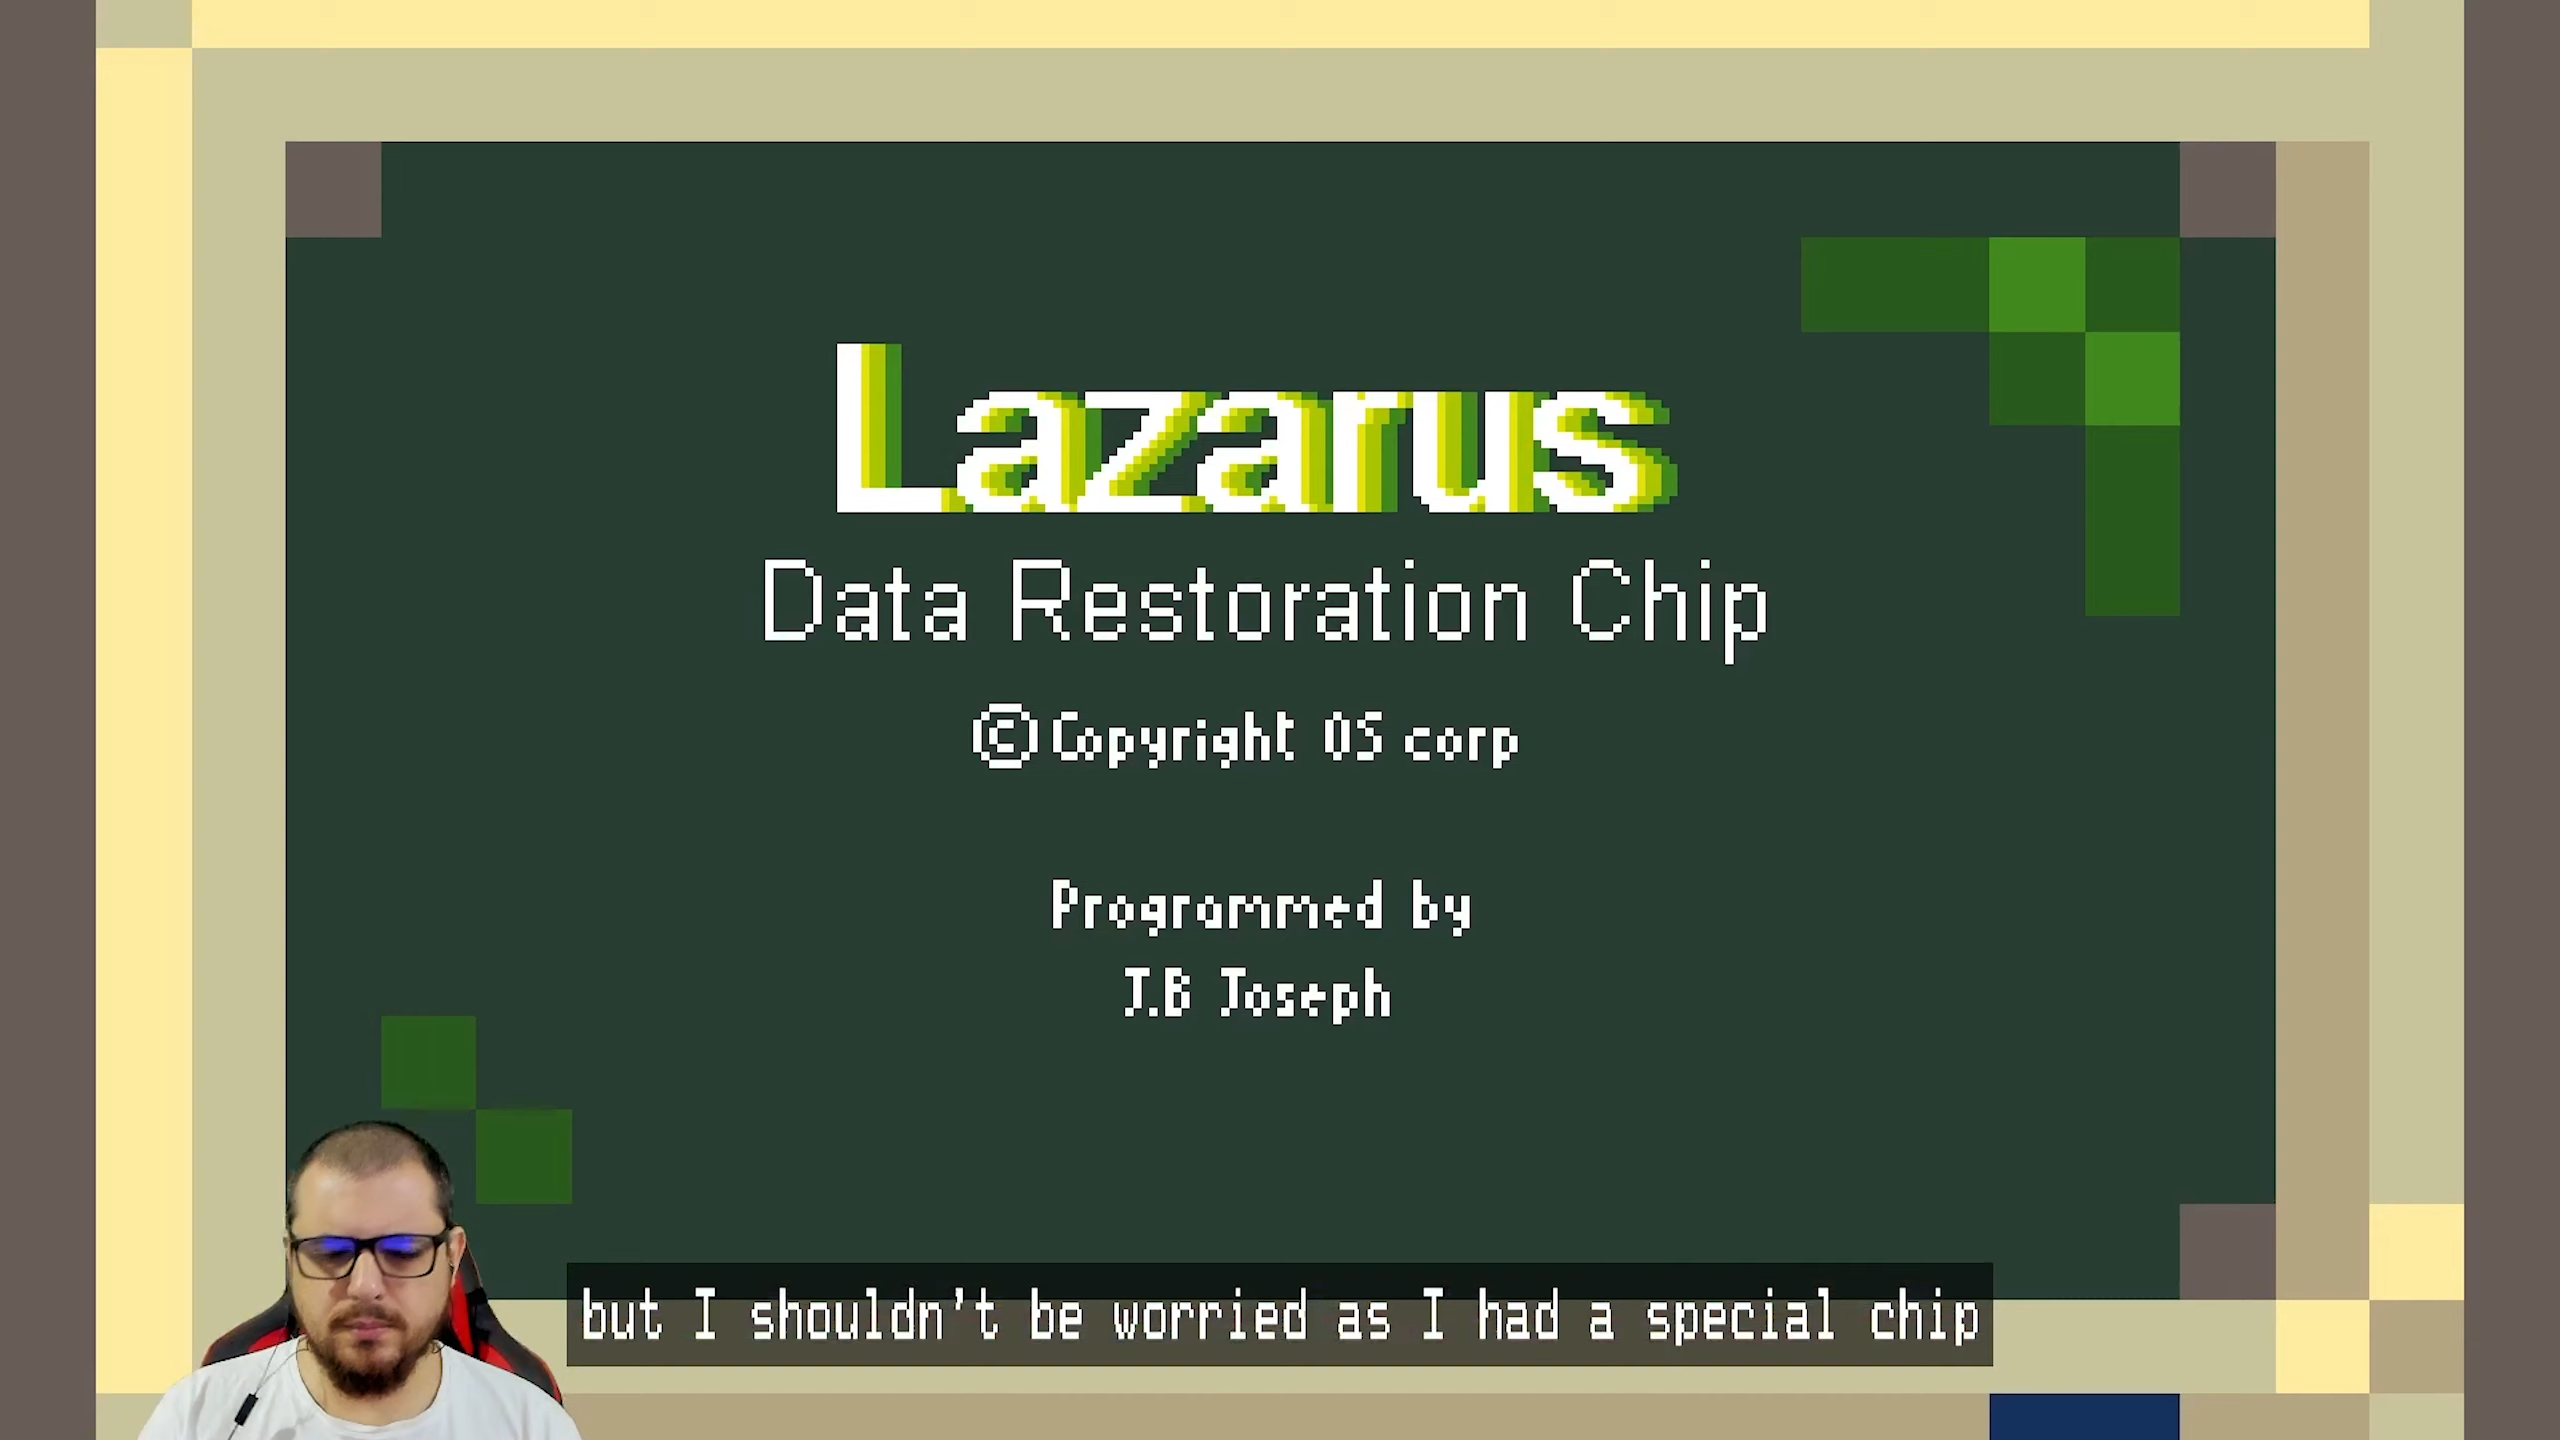 Lazarus
Data Restoration Chip
©Copyright OS corp
Programmed by
J.B Joseph
but I shouldn't be worried as I had a special chip